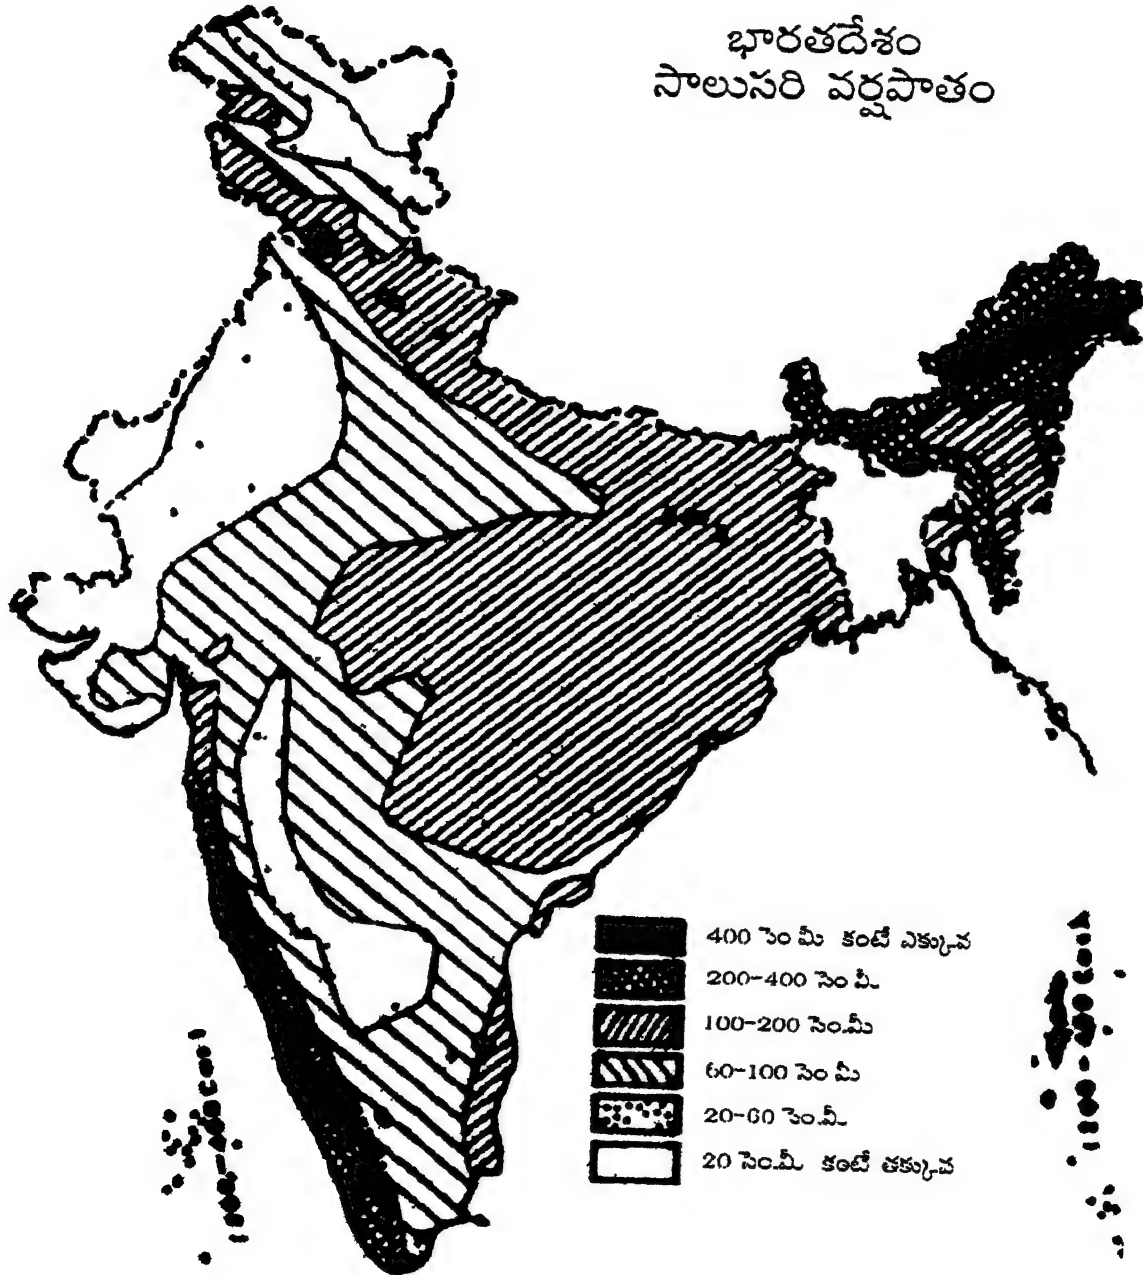 భారతదేశం
సాలుసరి వర్షపాతం
400 సెం మీ కంటే ఎక్కువ
200-400 సెం.మీ.
100-200 సెం.మీ
60-100 సెం మీ
20-60 సెం.మీ.
20 సెం.మీ. కంటే తక్కువ